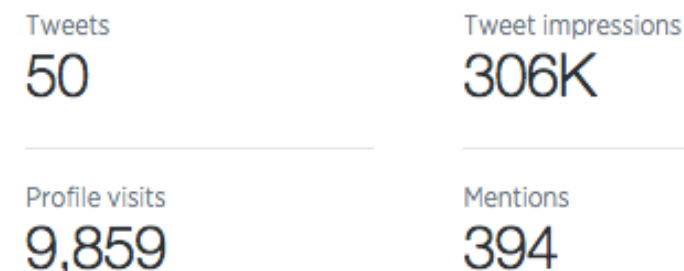 Tweets
Tweet impressions
50
306K
Profile visits
Mentions
9,859
394